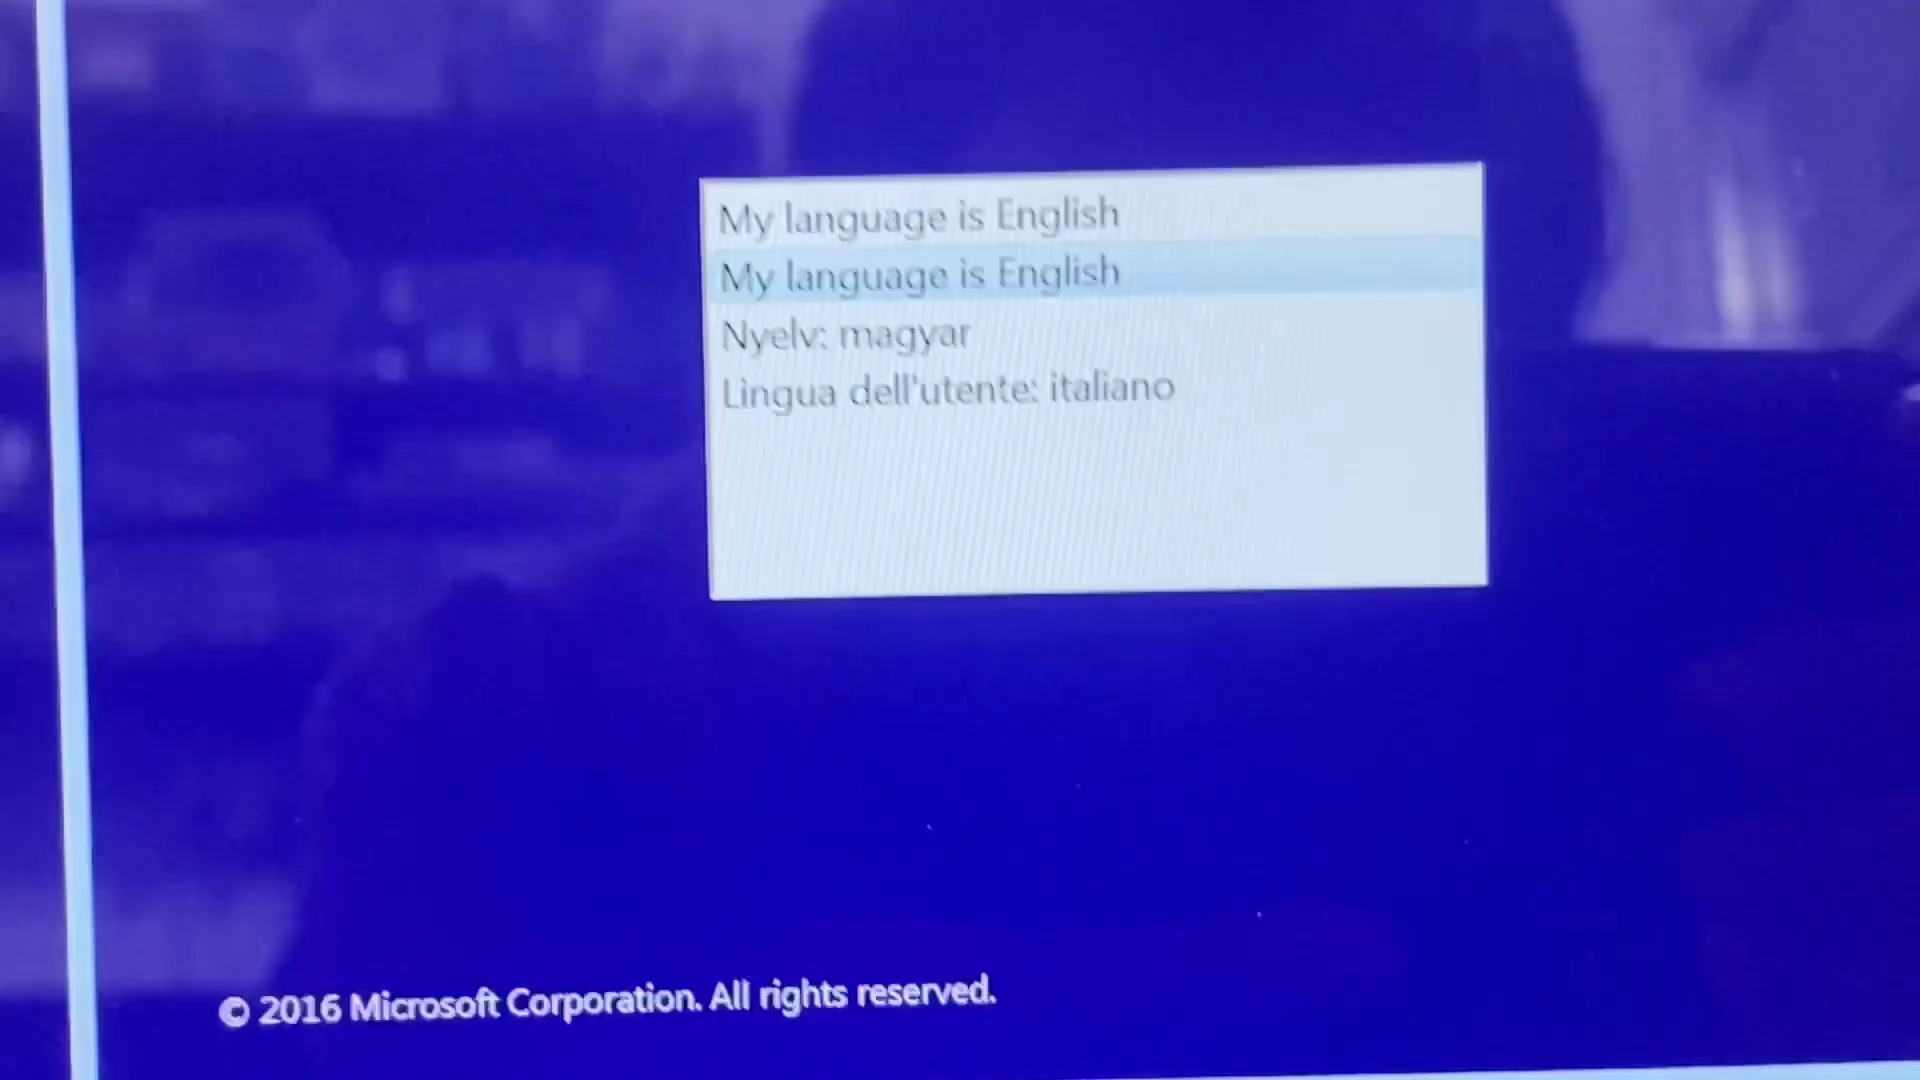 My language is English
My language is English
Nyelv: magyar
Lingua dell'utente: italiano
© 2016 Microsoft Corporation. All rights reserved.